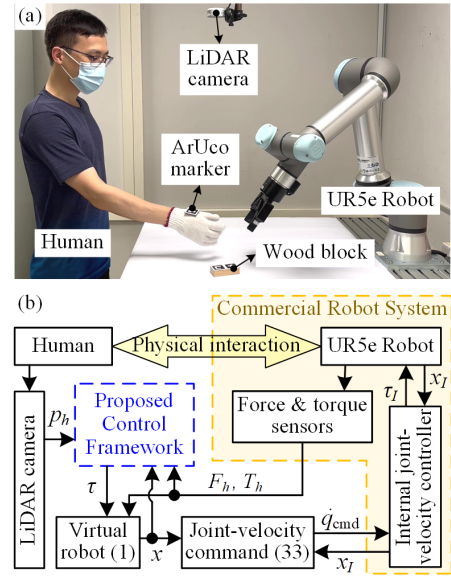 (a)
LiDAR
camera
ArUco
marker
UR5e Robot
Human
Wood block
(b)
Commercial Robot System
Human
Physical interaction
UR5e Robot
LiDAR camera
p_h
Proposed
Control
Framework
Force & torque
sensors
τ_I
x_I
Internal joint-
velocity controller
τ
F_h, T_h
Virtual
robot (1)
x
Joint-velocity
command (33)
q̇_cmd
x_I